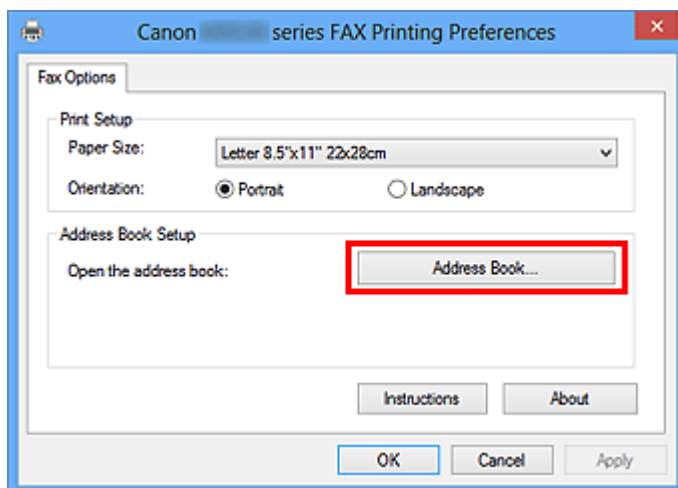 Canon series FAX Printing Preferences
Fax Options
Print Setup
Paper Size: Letter 8.5"x11" 22x28cm
Orientation: Portrait Landscape
Address Book Setup
Open the address book: Address Book...
Instructions About
OK Cancel Apply